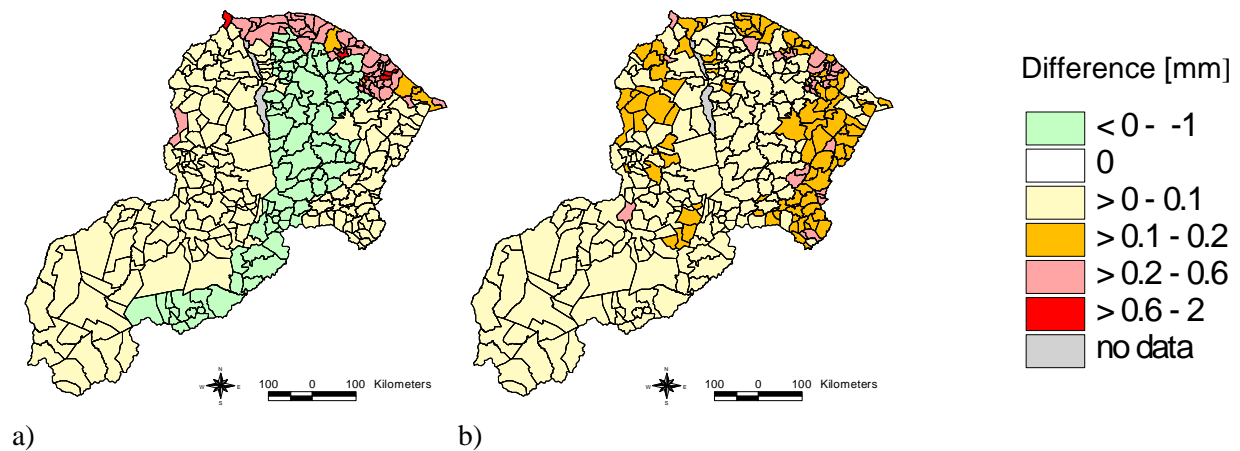 Difference [mm]
< 0 - -1
0
> 0 - 0.1
> 0.1 - 0.2
> 0.2 - 0.6
> 0.6 - 2
no data
N
W E
S
100 0 100 Kilometers
N
W E
S
100 0 100 Kilometers
a)
b)